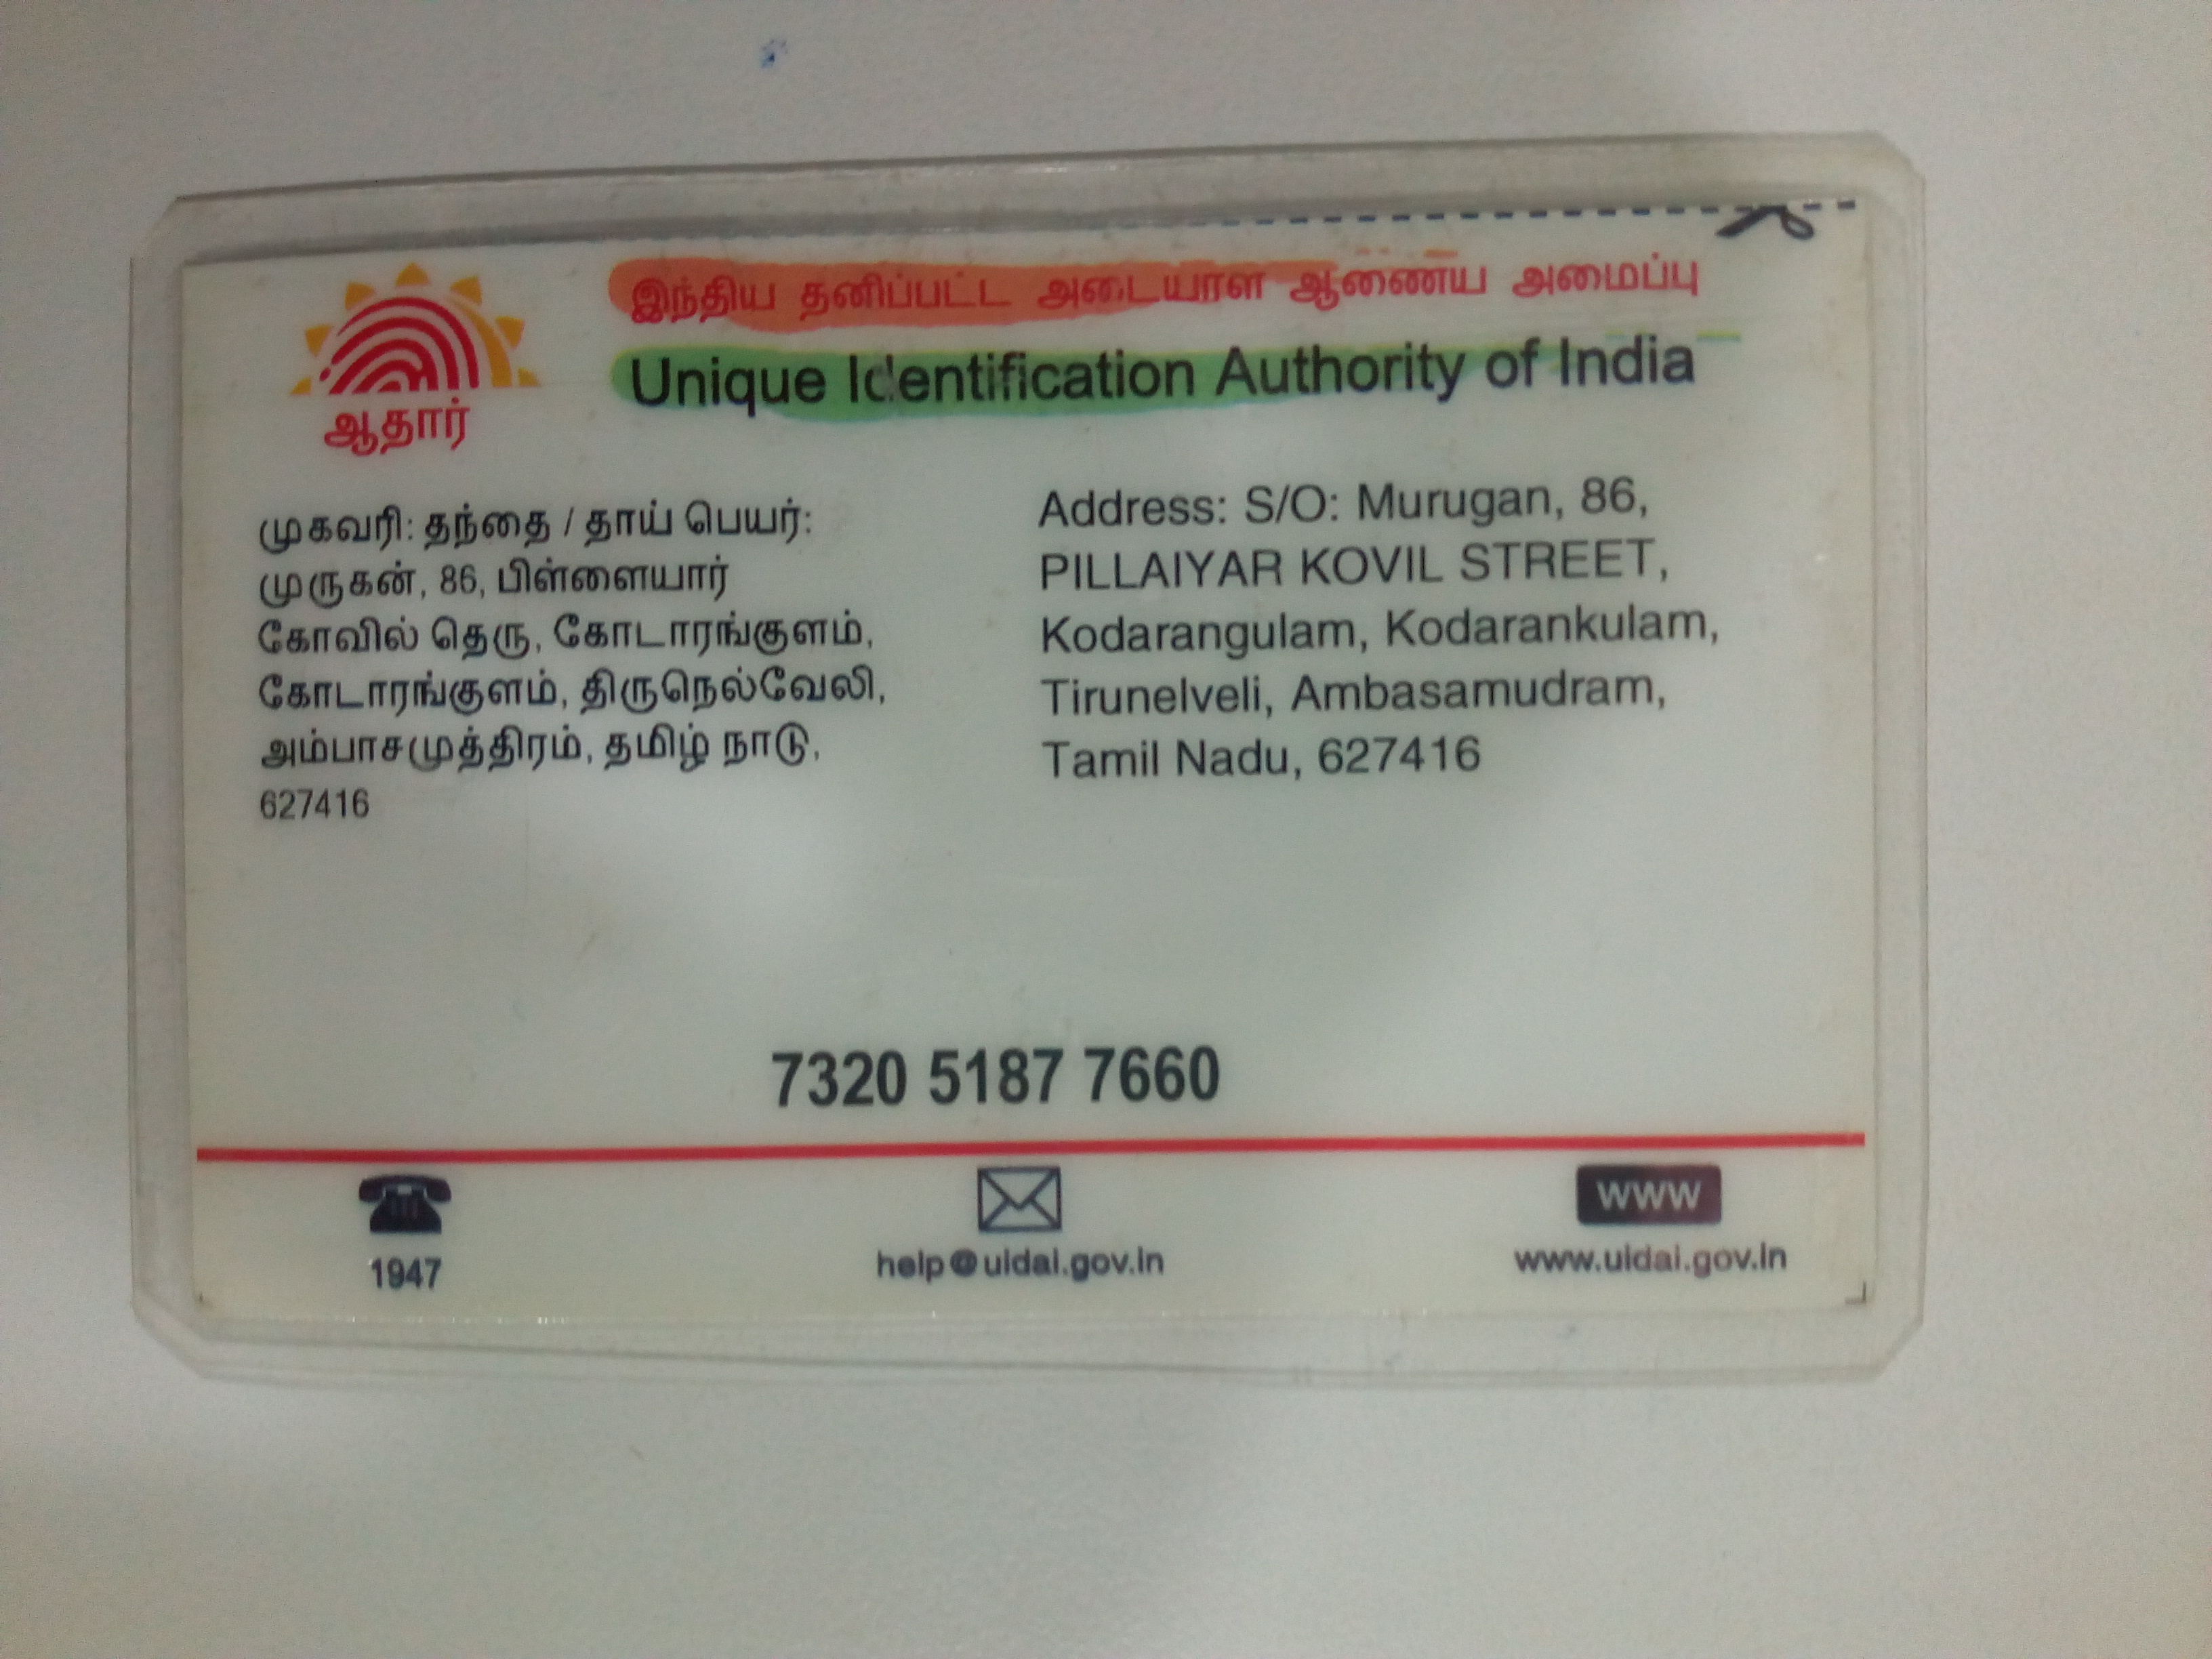 இந்திய தனிப்பட்ட அடையாள ஆணைய அமைப்பு
Unique Identification Authority of India
ஆதார்
முகவரி: தந்தை / தாய் பெயர்:
முருகன், 86, பிள்ளையார்
கோவில் தெரு, கோடாரங்குளம்,
கோடாரங்குளம், திருநெல்வேலி,
அம்பாசமுத்திரம், தமிழ் நாடு,
627416
Address: S/O: Murugan, 86,
PILLAIYAR KOVIL STREET,
Kodarangulam, Kodarankulam,
Tirunelveli, Ambasamudram,
Tamil Nadu, 627416
7320 5187 7660
1947
help@uidai.gov.in
www
www.uidai.gov.in